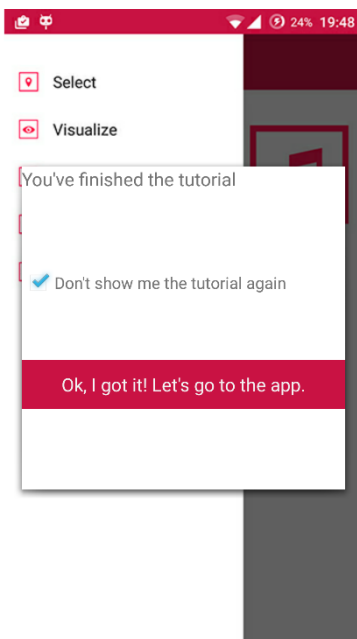 24% 19:48
Select
Visualize
You've finished the tutorial
Don't show me the tutorial again
Ok, I got it! Let's go to the app.